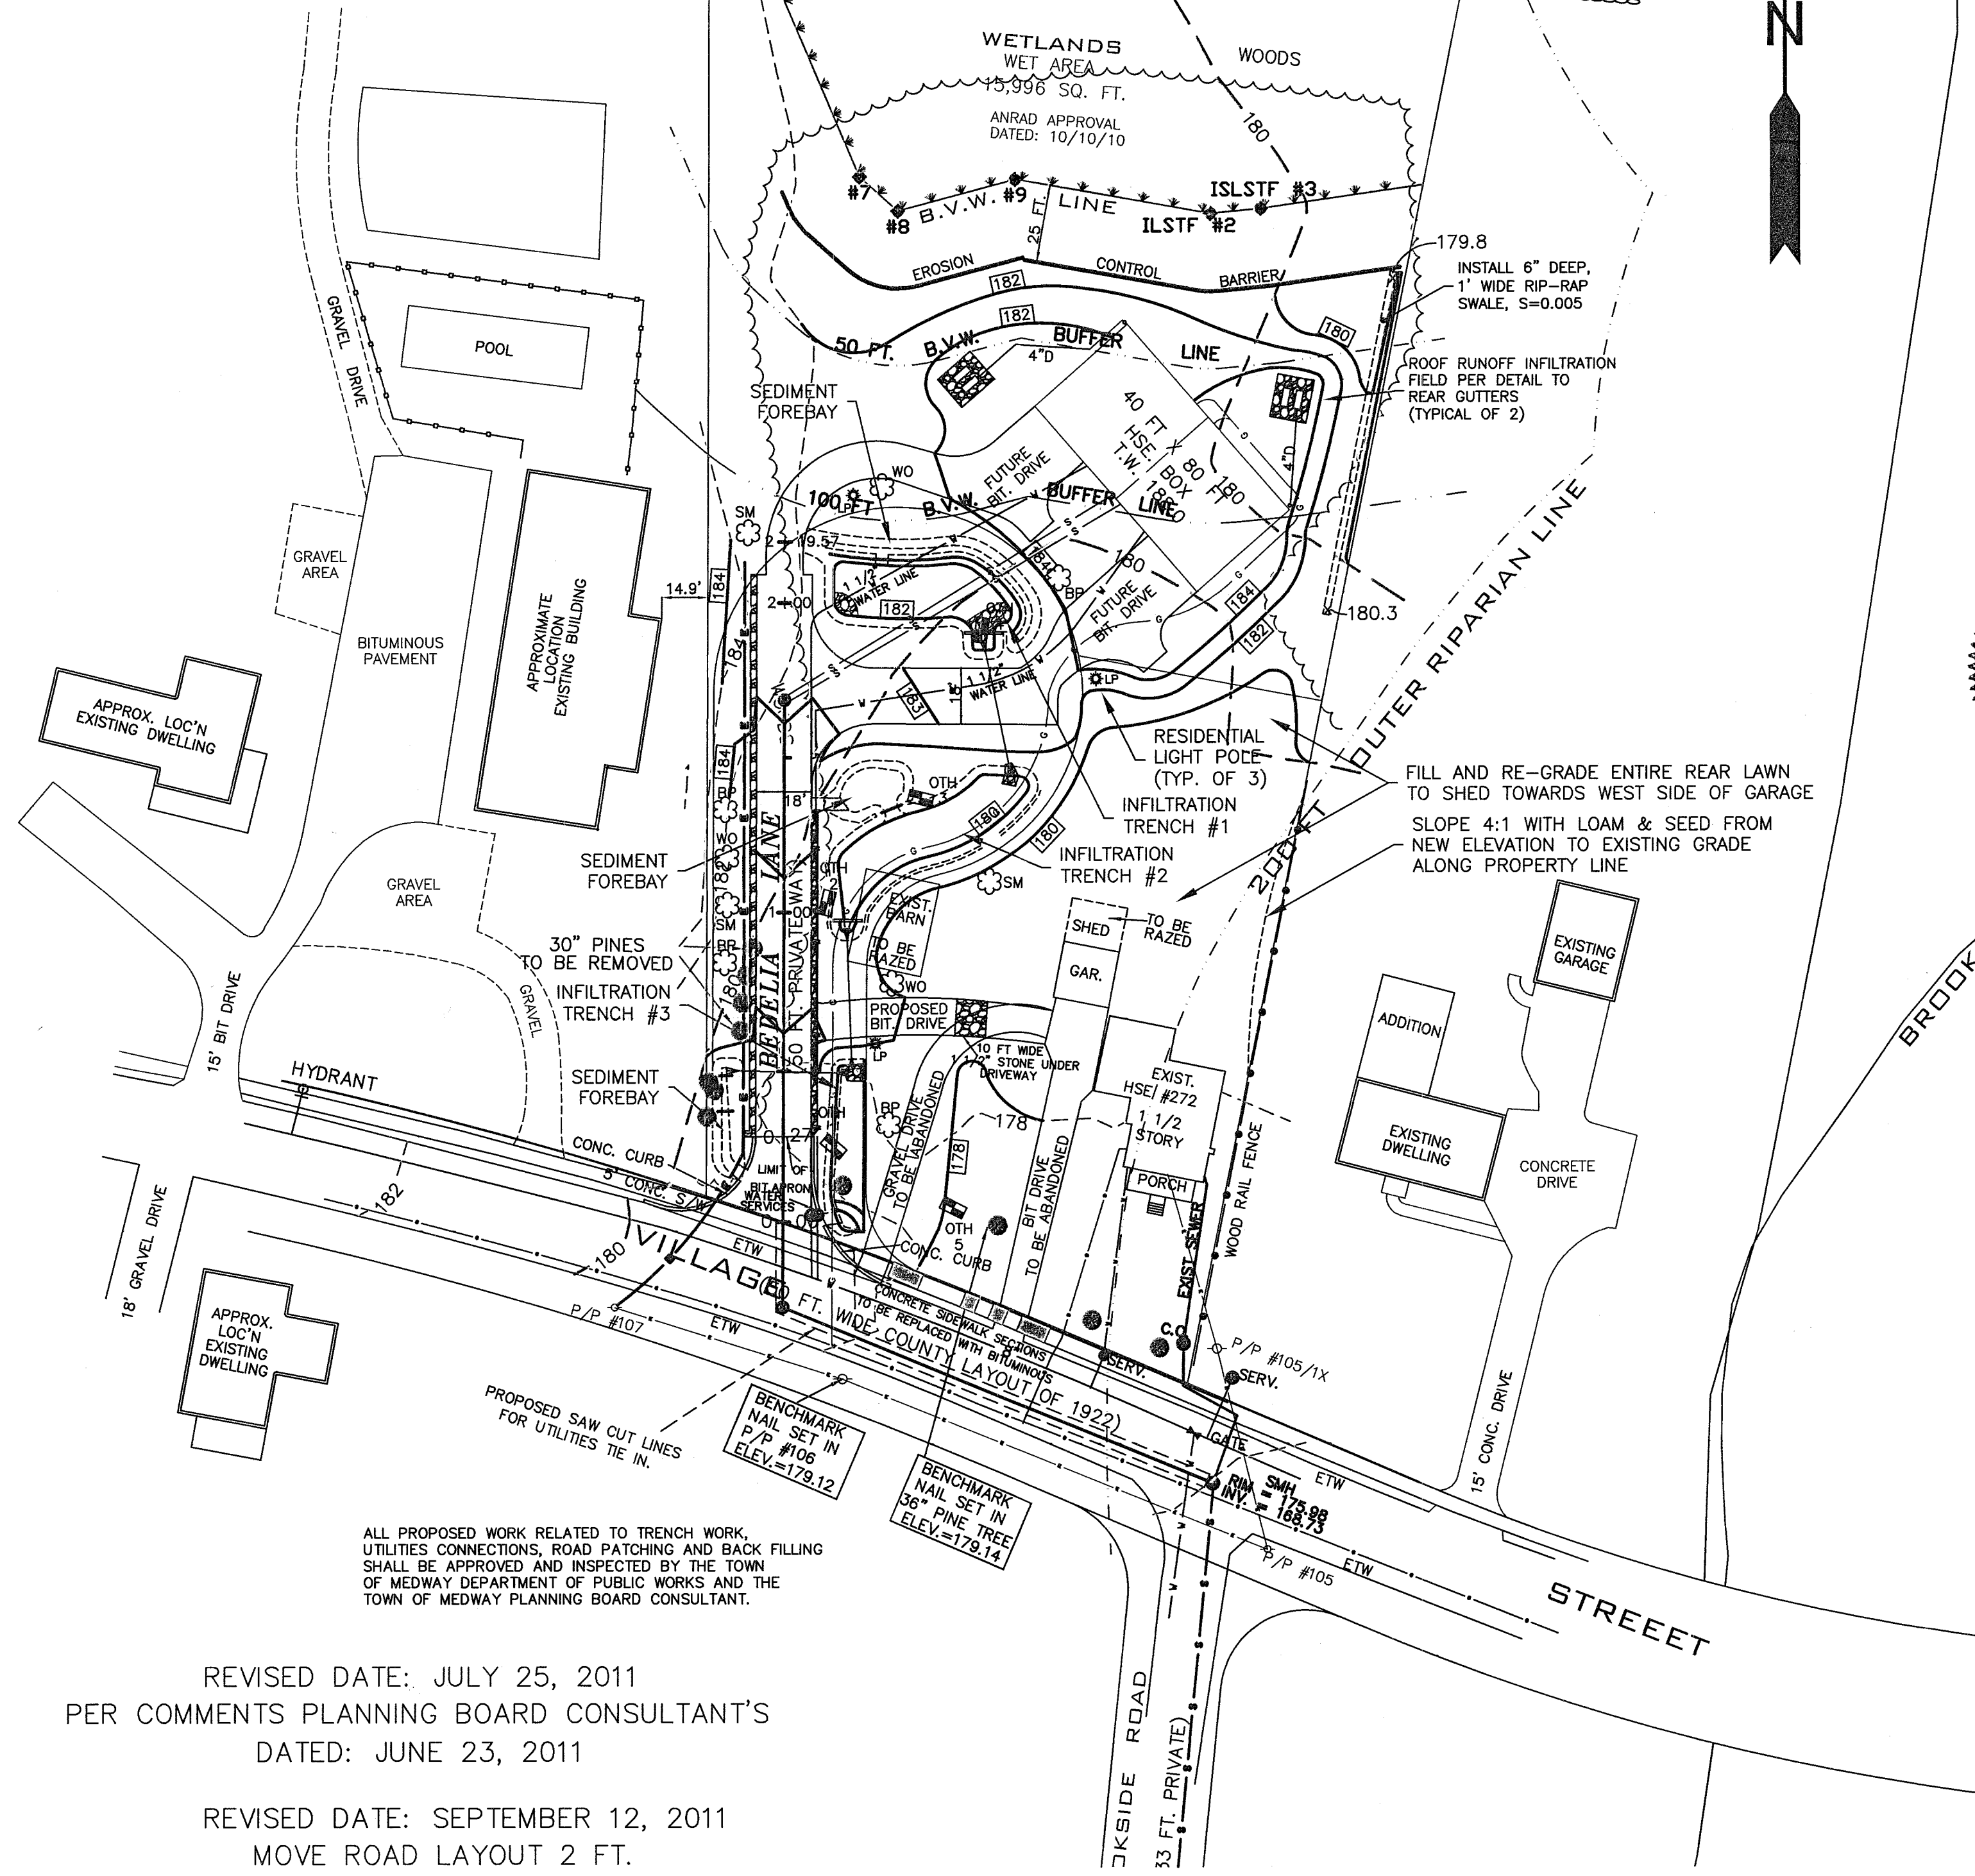 N
WETLANDS
WET AREA
15,996 SQ. FT.
WOODS
ANRAD APPROVAL
DATED: 10/10/10
180
#7
#8
B.V.W.
#9
LINE
ISLSTF #3
ILSTF #2
25 FT.
EROSION
CONTROL
BARRIER
179.8
INSTALL 6" DEEP,
1' WIDE RIP-RAP
SWALE, S=0.005
182
182
180
50 FT.
B.V.W.
BUFFER
LINE
4"D
ROOF RUNOFF INFILTRATION
FIELD PER DETAIL TO
REAR GUTTERS
(TYPICAL OF 2)
GRAVEL DRIVE
POOL
SEDIMENT
FOREBAY
40 FT X 80 FT
HSE. BOX
T.W.
180
4"D
FUTURE
BIT. DRIVE
WO
LP
100 FT
B.V.W.
BUFFER
LINE
SM
GRAVEL
AREA
184
14.9'
2+00
1 1/2"
WATER LINE
182
184
180
BP
FUTURE
BIT. DRIVE
184
182
180.3
BITUMINOUS
PAVEMENT
APPROXIMATE
LOCATION
EXISTING BUILDING
184
183
1 1/2"
WATER LINE
LP
OUTER RIPARIAN LINE
200 FT
APPROX. LOC'N
EXISTING DWELLING
184
RESIDENTIAL
LIGHT POLE
(TYP. OF 3)
INFILTRATION
TRENCH #1
FILL AND RE-GRADE ENTIRE REAR LAWN
TO SHED TOWARDS WEST SIDE OF GARAGE
SLOPE 4:1 WITH LOAM & SEED FROM
NEW ELEVATION TO EXISTING GRADE
ALONG PROPERTY LINE
BP
18'
OTH
180
180
WO
182
SEDIMENT
FOREBAY
INFILTRATION
TRENCH #2
OTH
2
SM
GRAVEL
AREA
BEDELIA LANE
50 FT. PRIVATE WAY
1+00
EXIST.
BARN
TO BE
RAZED
SHED
TO BE
RAZED
GAR.
SM
BP
30" PINES
TO BE REMOVED
180
INFILTRATION
TRENCH #3
WO
PROPOSED
BIT. DRIVE
LP
10 FT WIDE
1 1/2" STONE UNDER
DRIVEWAY
EXISTING
GARAGE
ADDITION
BROOK
GRAVEL
15' BIT DRIVE
HYDRANT
SEDIMENT
FOREBAY
OTH
BP
GRAVEL DRIVE
TO BE ABANDONED
178
178
EXIST.
HSE #272
1 1/2
STORY
PORCH
WOOD RAIL FENCE
EXISTING
DWELLING
CONCRETE
DRIVE
CONC. CURB
5' CONC. S/W
LIMIT OF
BIT.APRON
WATER
SERVICES
BIT DRIVE
TO BE ABANDONED
EXIST SEWER
OTH
5
CONC. CURB
18' GRAVEL DRIVE
182
180
VILLAGE
ETW
(50 FT. WIDE COUNTY LAYOUT OF 1922)
CONCRETE SIDEWALK SECTIONS
TO BE REPLACED WITH BITUMINOUS
P/P #107
ETW
APPROX.
LOC'N
EXISTING
DWELLING
SERV.
C.O
P/P #105/1X
SERV.
GATE
PROPOSED SAW CUT LINES
FOR UTILITIES TIE IN.
BENCHMARK
NAIL SET IN
P/P #106
ELEV.=179.12
BENCHMARK
NAIL SET IN
36" PINE TREE
ELEV.=179.14
SMH
RIM = 175.98
INV. = 168.73
ETW
15' CONC. DRIVE
P/P #105
ETW
STREEET
ALL PROPOSED WORK RELATED TO TRENCH WORK,
UTILITIES CONNECTIONS, ROAD PATCHING AND BACK FILLING
SHALL BE APPROVED AND INSPECTED BY THE TOWN
OF MEDWAY DEPARTMENT OF PUBLIC WORKS AND THE
TOWN OF MEDWAY PLANNING BOARD CONSULTANT.
REVISED DATE: JULY 25, 2011
PER COMMENTS PLANNING BOARD CONSULTANT'S
DATED: JUNE 23, 2011
REVISED DATE: SEPTEMBER 12, 2011
MOVE ROAD LAYOUT 2 FT.
OKSIDE ROAD
33 FT. PRIVATE)